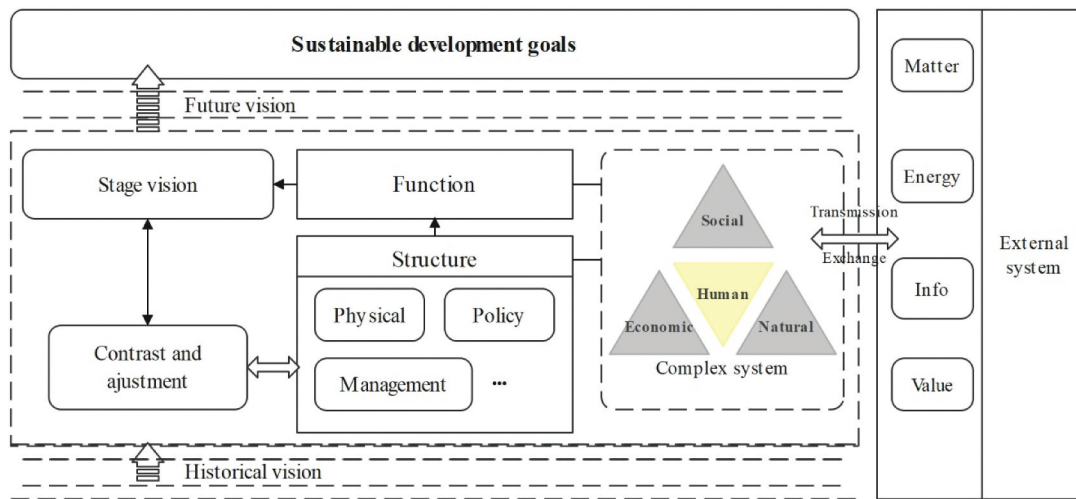 Sustainable development goals
Future vision
Stage vision
Function
Structure
Physical
Policy
Management
...
Contrast and
ajustment
Social
Human
Economic
Natural
Complex system
Historical vision
Transmission
Exchange
Matter
Energy
Info
Value
External
system